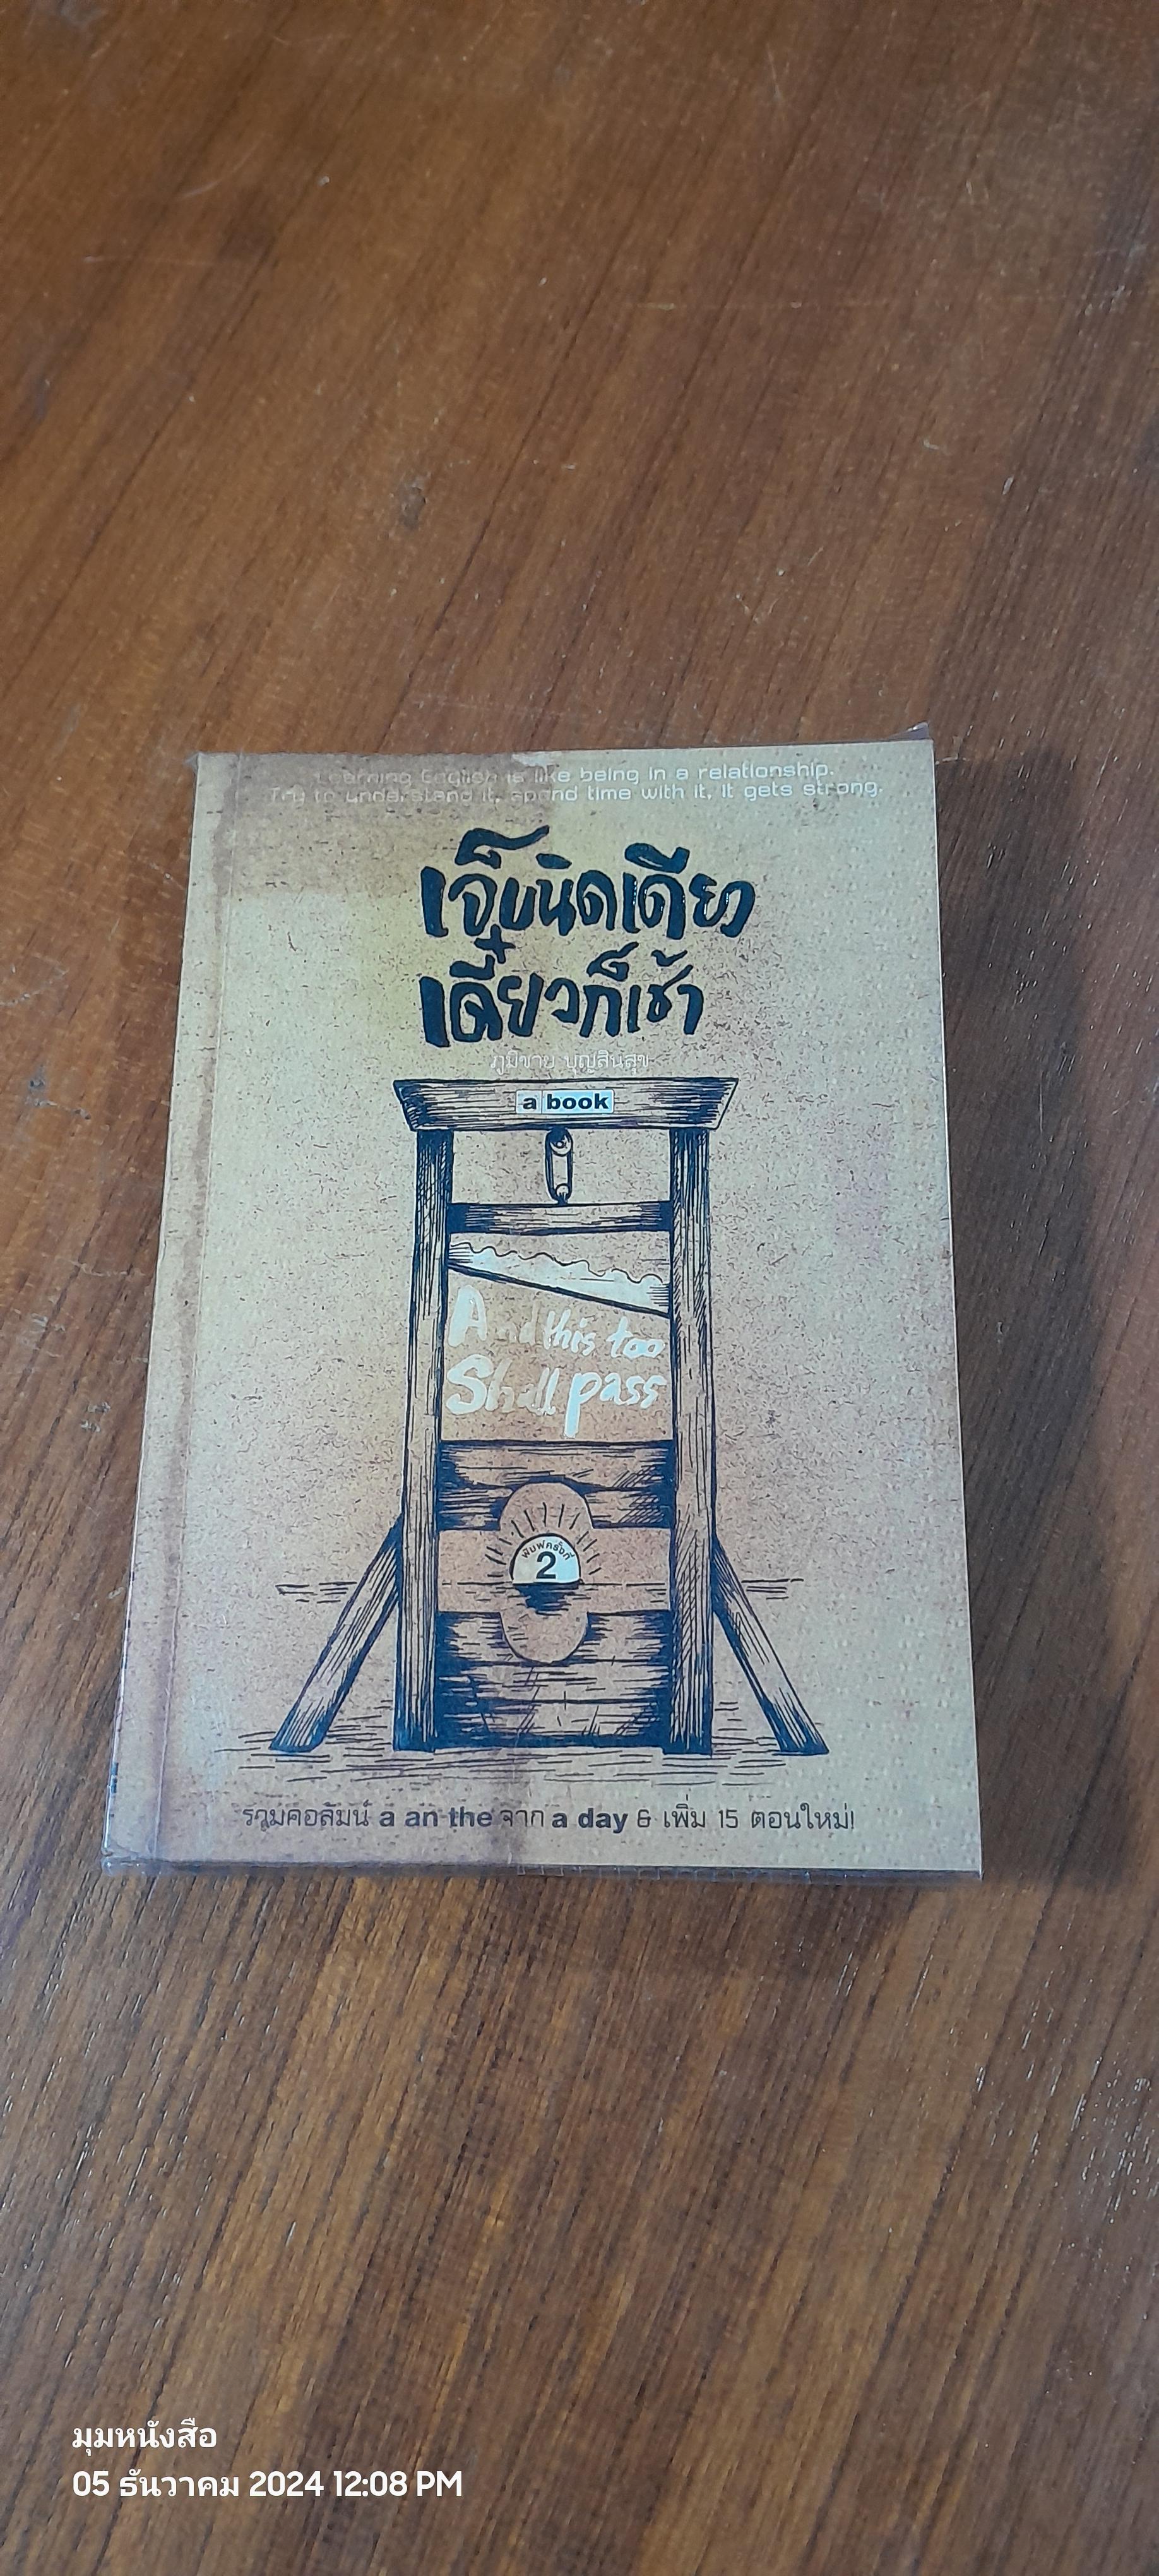 Learning English is like being in a relationship.
Try to understand it, spend time with it, it gets strong.
เจ็บนิดเดียว
เดี๋ยวก็เช้า
ภูมิชาย บุญสินสุข
a book
And this too
Shall pass
พิมพ์ครั้งที่
2
รวมคอลัมน์ a an the จาก a day & เพิ่ม 15 ตอนใหม่!
มุมหนังสือ
05 ธันวาคม 2024 12:08 PM